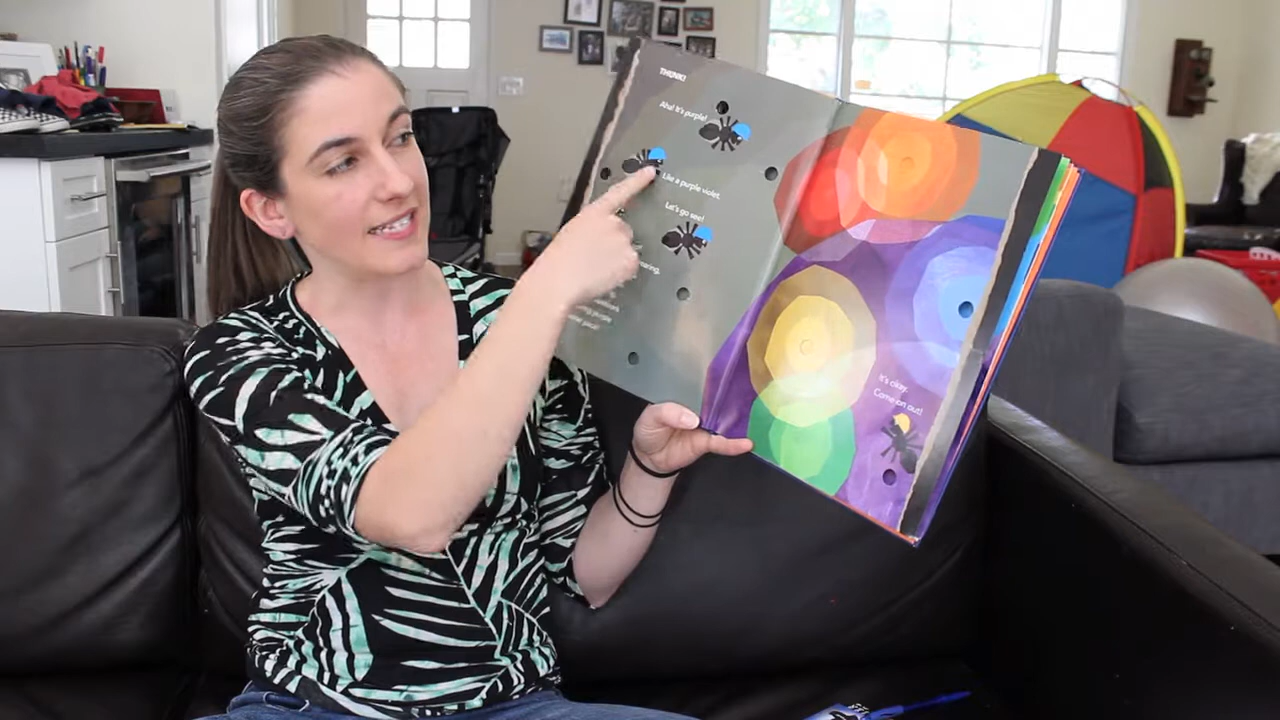 THUNK!
Aha! It's purple!
Like a purple violet.
Let's go see!
It's okay.
Come on out!